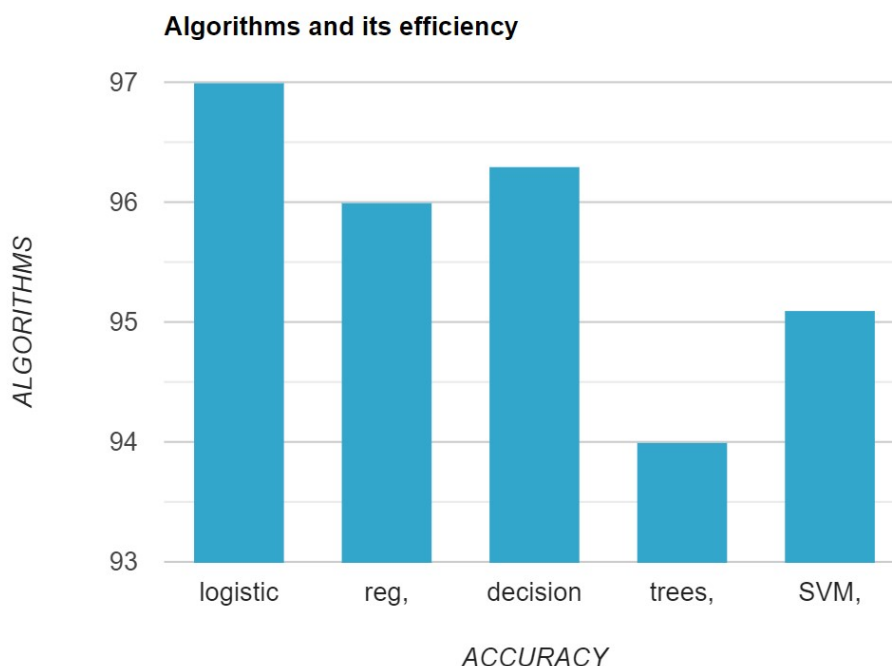 Algorithms and its efficiency
97
96
95
94
93
ALGORITHMS
logistic reg, decision trees, SVM,
ACCURACY